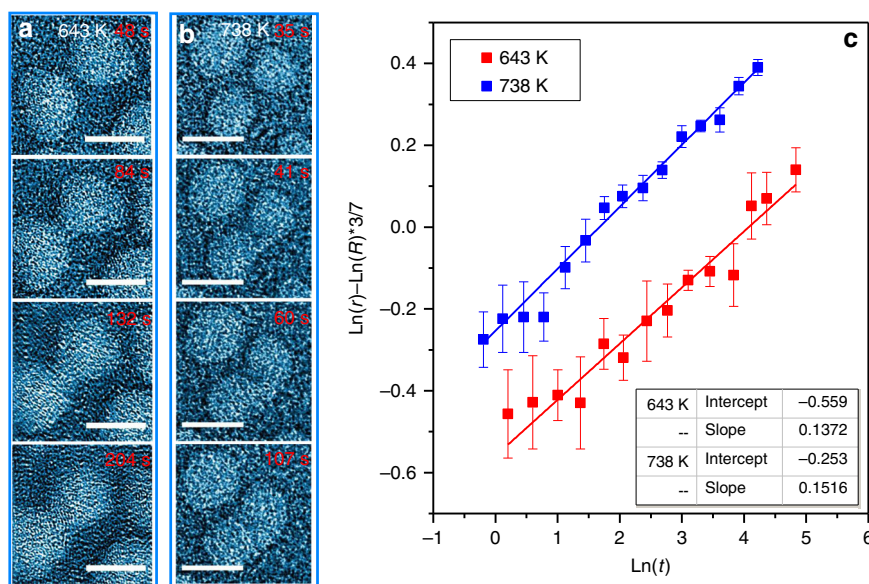 a 643 K 48 s
84 s
132 s
204 s
b 738 K 35 s
41 s
60 s
107 s
c
643 K
738 K
Ln(r)–Ln(R)*3/7
0.4
0.2
0.0
–0.2
–0.4
–0.6
–1 0 1 2 3 4 5 6
Ln(t)
643 K Intercept –0.559
-- Slope 0.1372
738 K Intercept –0.253
-- Slope 0.1516